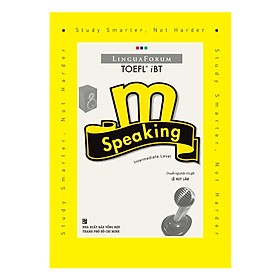 Study Smarter, Not Harder
Study Smarter, Not Harder
Study Smarter, Not Harder
LINGUAFORUM
TOEFL® iBT
m
Speaking
Intermediate Level
Chuyển ngữ phần chú giải
LÊ HUY LÂM
NHÀ XUẤT BẢN TỔNG HỢP
THÀNH PHỐ HỒ CHÍ MINH